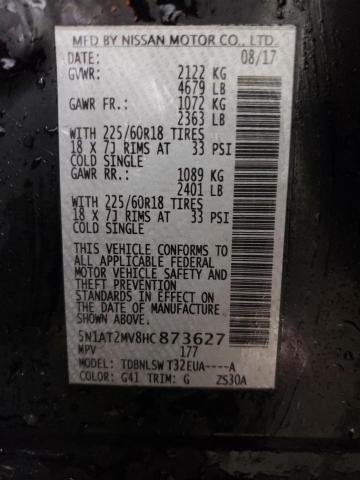 MFD BY NISSAN MOTOR CO., LTD.
DATE: 08/17
GVWR: 2122 KG
4679 LB
GAWR FR.: 1072 KG
2363 LB
WITH 225/60R18 TIRES
18 X 7J RIMS AT 33 PSI
COLD SINGLE
GAWR RR.: 1089 KG
2401 LB
WITH 225/60R18 TIRES
18 X 7J RIMS AT 33 PSI
COLD SINGLE
THIS VEHICLE CONFORMS TO
ALL APPLICABLE FEDERAL
MOTOR VEHICLE SAFETY AND
THEFT PREVENTION
STANDARDS IN EFFECT ON
THE DATE OF MANUFACTURE
SHOWN ABOVE.
5N1AT2MV8HC873627
MPV 177
TDBNLSW T32EUA----A
COLOR: G41 TRIM: G ZS30A